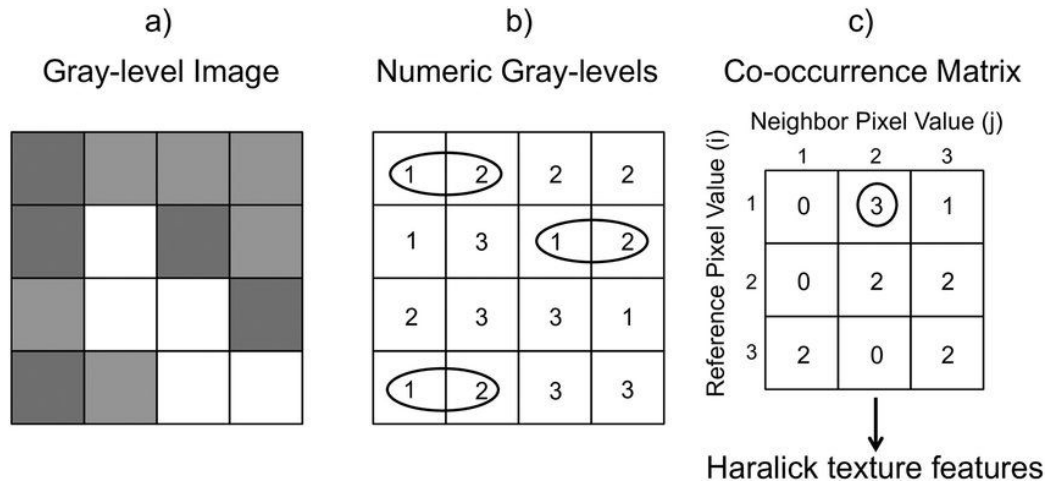 a)
Gray-level Image
b)
Numeric Gray-levels
1 2 2 2
1 3 1 2
2 3 3 1
1 2 3 3
c)
Co-occurrence Matrix
Neighbor Pixel Value (j)
Reference Pixel Value (i)
1 2 3
1 0 3 1
2 0 2 2
3 2 0 2
Haralick texture features